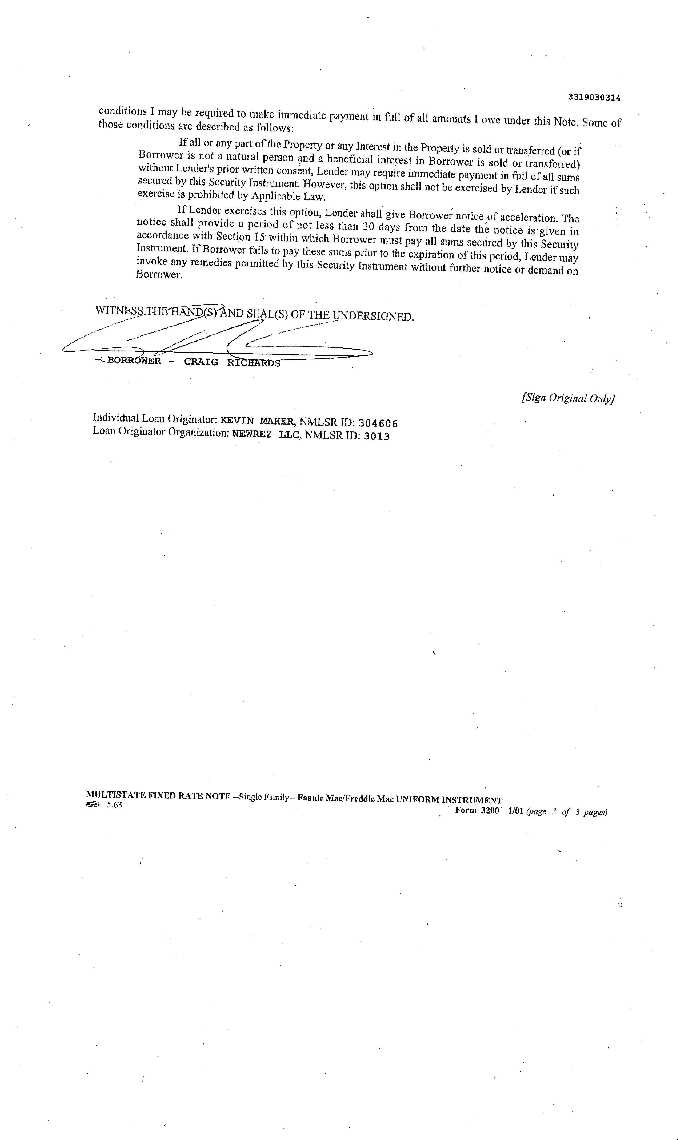 3319030314
conditions I may be required to make immediate payment in full of all amounts I owe under this Note. Some of
those conditions are described as follows:
If all or any part of the Property or any Interest in the Property is sold or transferred (or if
Borrower is not a natural person and a beneficial interest in Borrower is sold or transferred)
without Lender's prior written consent, Lender may require immediate payment in full of all sums
secured by this Security Instrument. However, this option shall not be exercised by Lender if such
exercise is prohibited by Applicable Law.
If Lender exercises this option, Lender shall give Borrower notice of acceleration. The
notice shall provide a period of not less than 30 days from the date the notice is given in
accordance with Section 15 within which Borrower must pay all sums secured by this Security
Instrument. If Borrower fails to pay these sums prior to the expiration of this period, Lender may
invoke any remedies permitted by this Security Instrument without further notice or demand on
Borrower.
WITNESS THE HAND(S) AND SEAL(S) OF THE UNDERSIGNED.
- BORROWER - CRAIG RICHARDS
[Sign Original Only]
Individual Loan Originator: KEVIN MAKER, NMLSR ID: 304606
Loan Originator Organization: NEWREZ LLC, NMLSR ID: 3013
MULTISTATE FIXED RATE NOTE --Single Family-- Fannie Mae/Freddie Mac UNIFORM INSTRUMENT
Form 3200 1/01 (page of 3 pages)